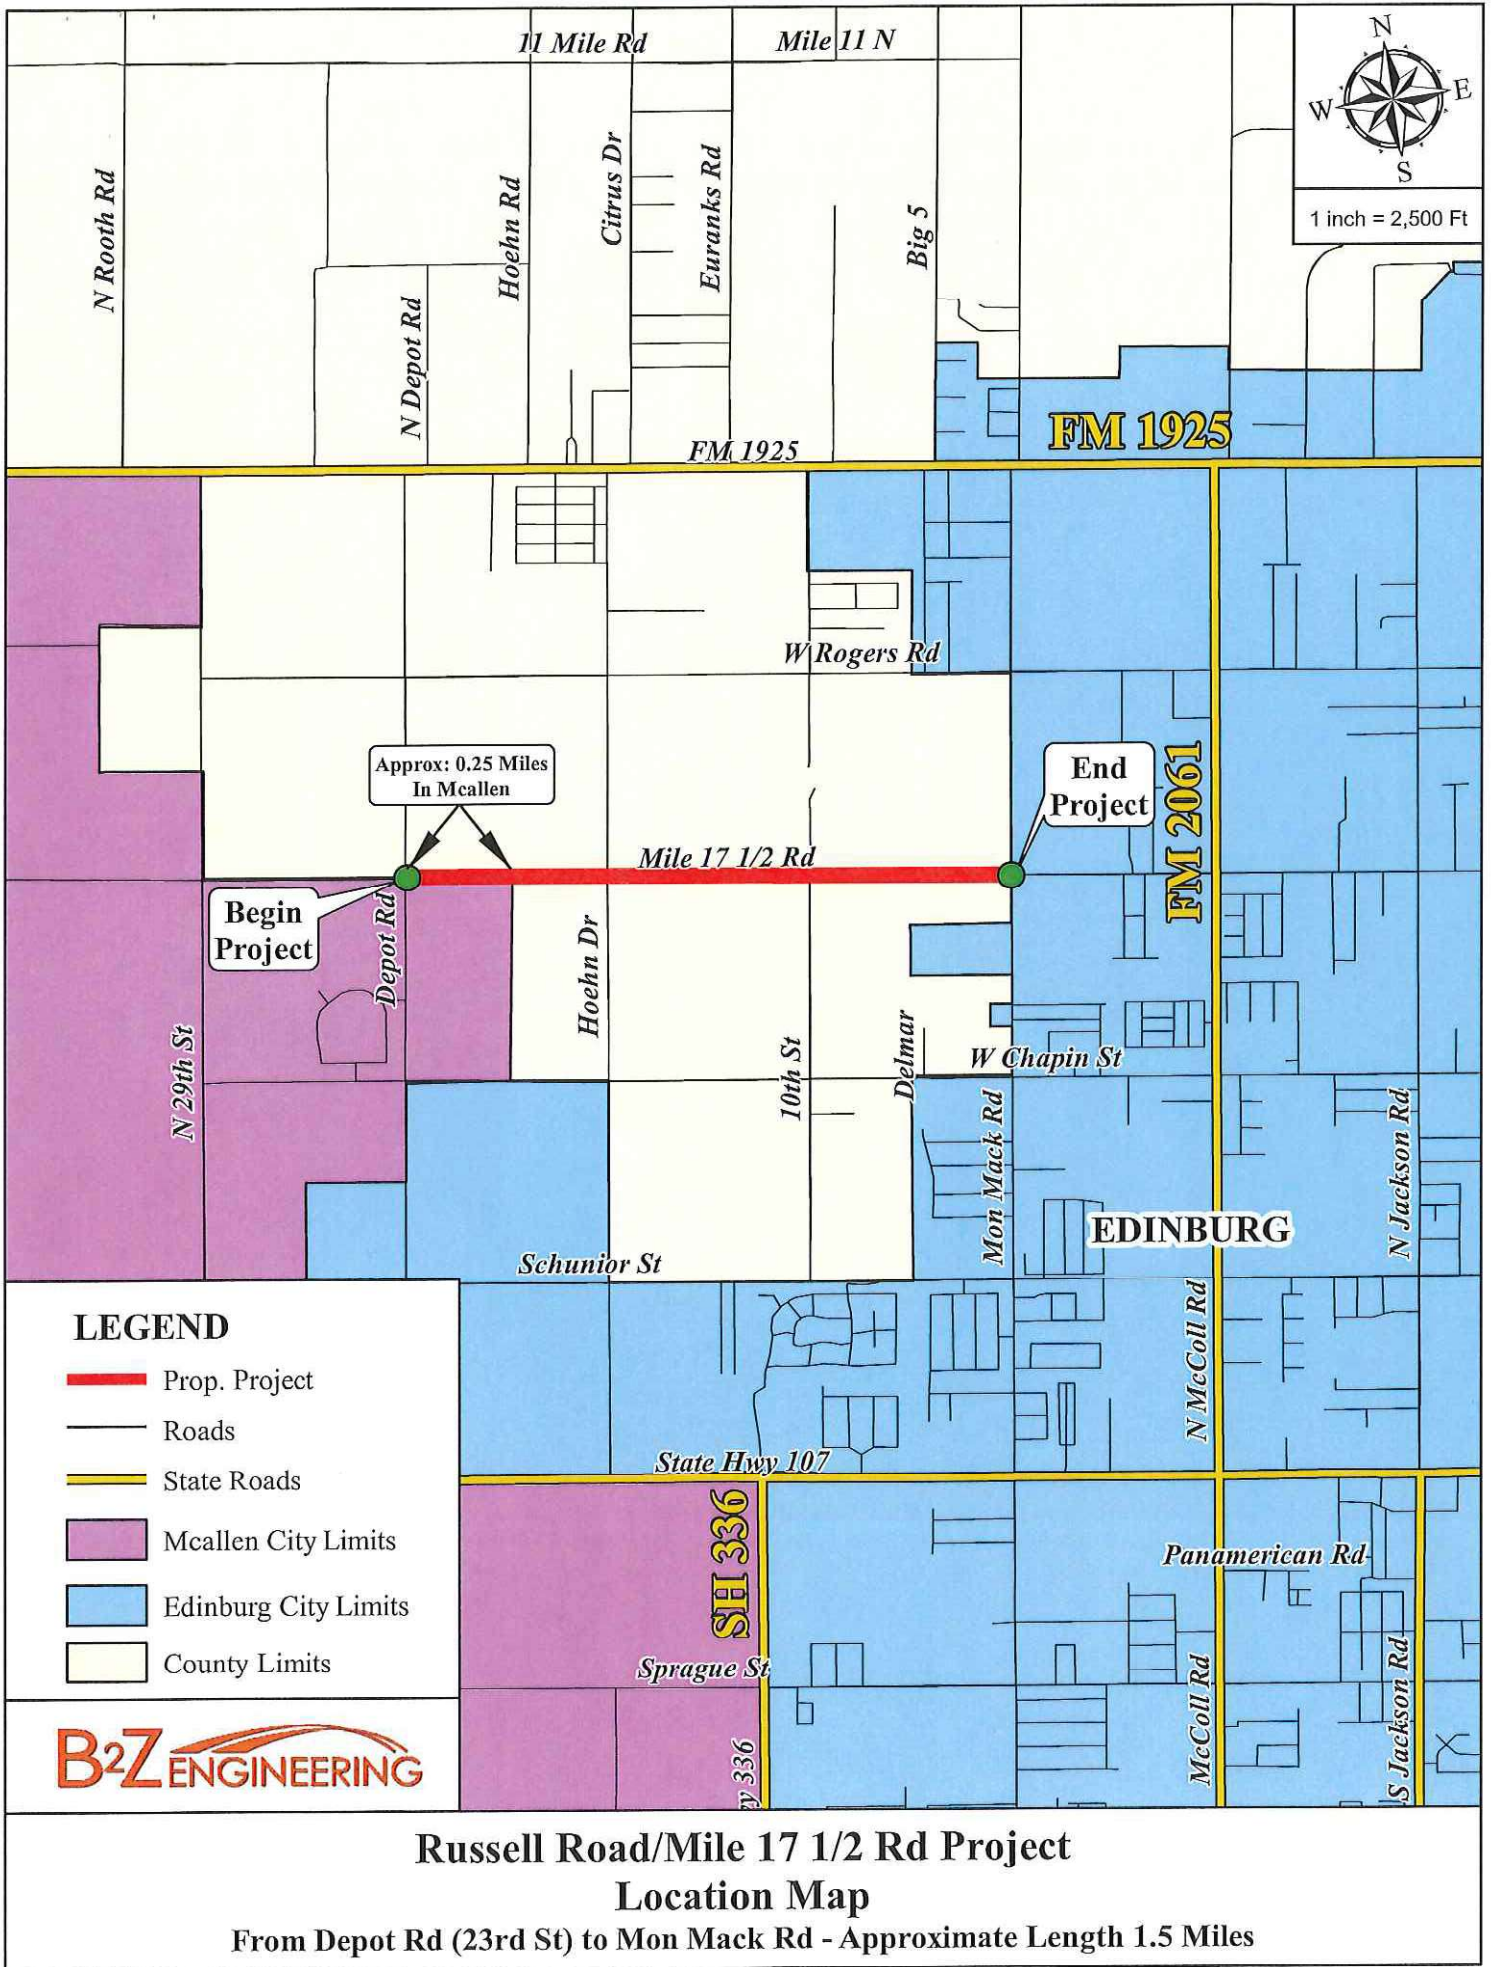 11 Mile Rd
Mile 11 N
N
W
E
S
1 inch = 2,500 Ft
N Rooth Rd
N Depot Rd
Hoehn Rd
Citrus Dr
Euranks Rd
Big 5
FM 1925
FM 1925
W Rogers Rd
Approx: 0.25 Miles
In Mcallen
End
Project
FM 2061
Mile 17 1/2 Rd
Begin
Project
Depot Rd
Hoehn Dr
N 29th St
10th St
Delmar
W Chapin St
Mon Mack Rd
N Jackson Rd
EDINBURG
Schunior St
N McColl Rd
LEGEND
Prop. Project
Roads
State Roads
Mcallen City Limits
Edinburg City Limits
County Limits
State Hwy 107
SH 336
Panamerican Rd
Sprague St
McColl Rd
S Jackson Rd
336
B2Z ENGINEERING
Russell Road/Mile 17 1/2 Rd Project
Location Map
From Depot Rd (23rd St) to Mon Mack Rd - Approximate Length 1.5 Miles